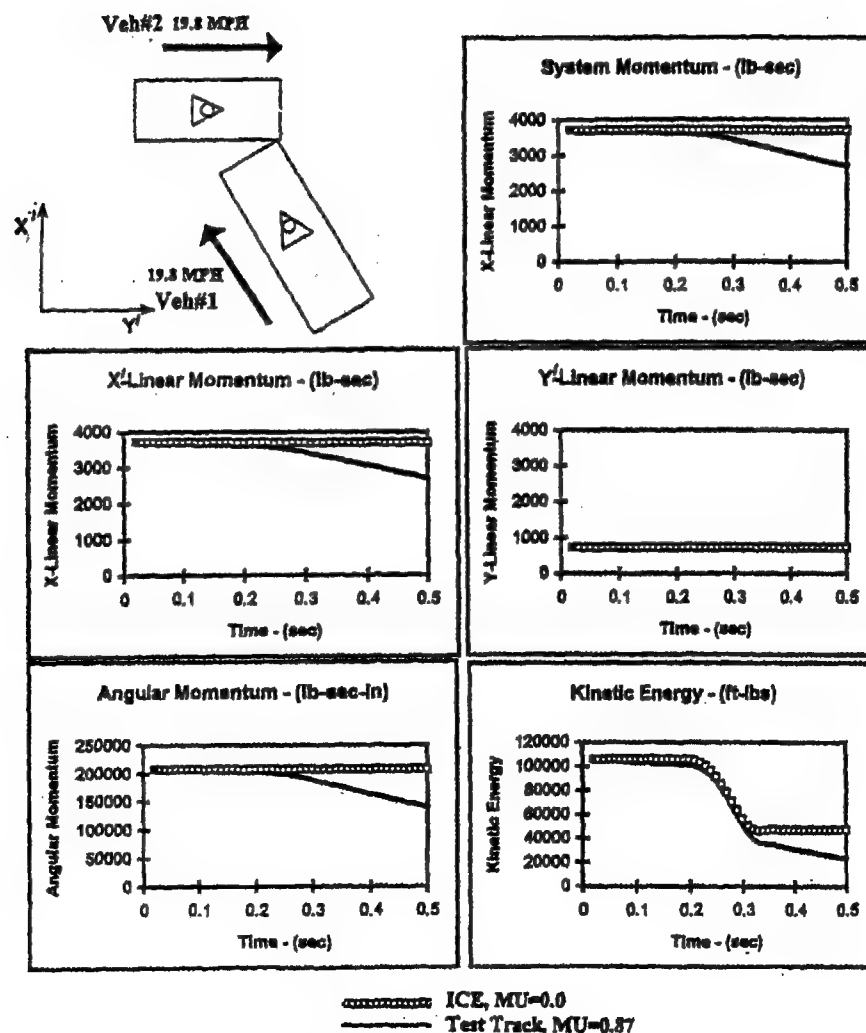 Veh#2 19.8 MPH
X'
Y'
19.8 MPH
Veh#1
System Momentum - (lb-sec)
X-Linear Momentum
4000
3000
2000
1000
0
0 0.1 0.2 0.3 0.4 0.5
Time - (sec)
X'-Linear Momentum - (lb-sec)
X-Linear Momentum
4000
3000
2000
1000
0
0 0.1 0.2 0.3 0.4 0.5
Time - (sec)
Y'-Linear Momentum - (lb-sec)
Y-Linear Momentum
4000
3000
2000
1000
0
0 0.1 0.2 0.3 0.4 0.5
Time - (sec)
Angular Momentum - (lb-sec-in)
Angular Momentum
250000
200000
150000
100000
50000
0
0 0.1 0.2 0.3 0.4 0.5
Time - (sec)
Kinetic Energy - (ft-lbs)
Kinetic Energy
120000
100000
80000
60000
40000
20000
0
0 0.1 0.2 0.3 0.4 0.5
Time - (sec)
ICE, MU=0.0
Test Track, MU=0.87